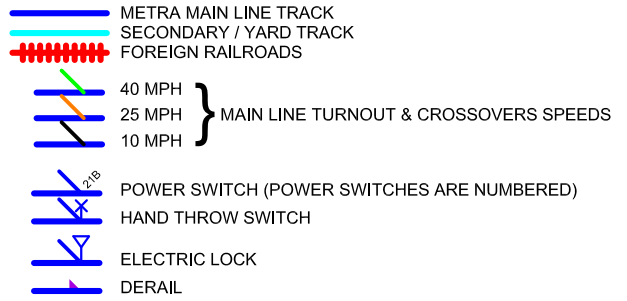 METRA MAIN LINE TRACK
SECONDARY / YARD TRACK
FOREIGN RAILROADS
40 MPH
25 MPH
10 MPH
MAIN LINE TURNOUT & CROSSOVERS SPEEDS
21B
POWER SWITCH (POWER SWITCHES ARE NUMBERED)
HAND THROW SWITCH
ELECTRIC LOCK
DERAIL